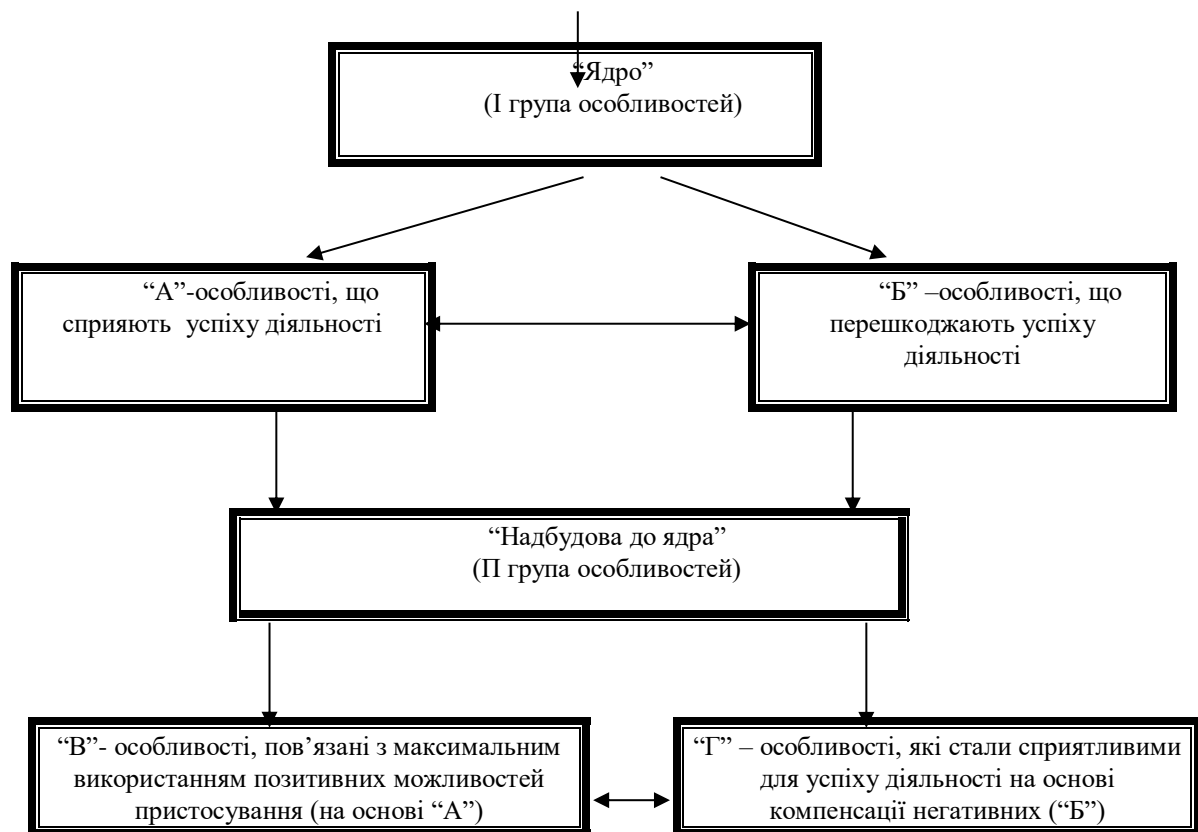 “Ядро”
(І група особливостей)
“А”-особливості, що
сприяють успіху діяльності
“Б” –особливості, що
перешкоджають успіху
діяльності
“Надбудова до ядра”
(П група особливостей)
“В”- особливості, пов’язані з максимальним
використанням позитивних можливостей
пристосування (на основі “А”)
“Г” – особливості, які стали сприятливими
для успіху діяльності на основі
компенсації негативних (“Б”)